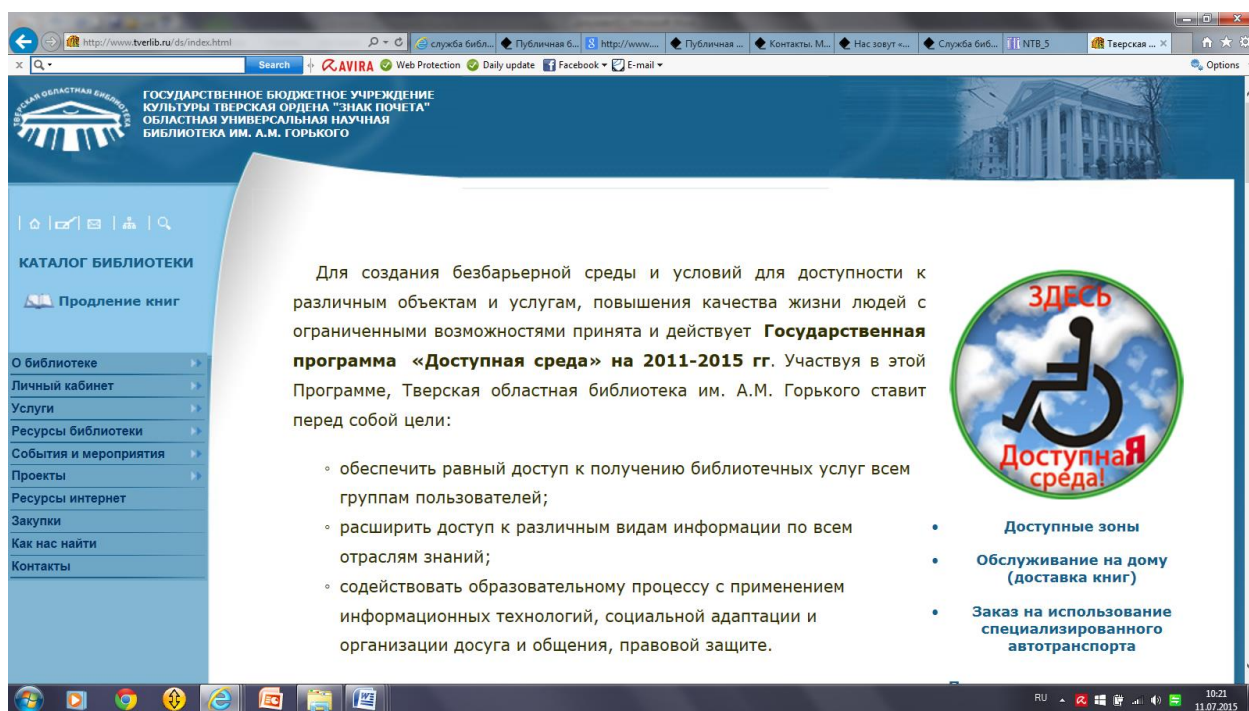 http://www.tverlib.ru/ds/index.html
служба библ...
Публичная б...
http://www....
Публичная ...
Контакты. М...
Нас зовут «...
Служба биб...
NTB_5
Тверская ...
Search
AVIRA
Web Protection
Daily update
Facebook
E-mail
Options
ТВЕРСКАЯ ОБЛАСТНАЯ БИБЛИОТЕКА
ГОСУДАРСТВЕННОЕ БЮДЖЕТНОЕ УЧРЕЖДЕНИЕ
КУЛЬТУРЫ ТВЕРСКАЯ ОРДЕНА "ЗНАК ПОЧЕТА"
ОБЛАСТНАЯ УНИВЕРСАЛЬНАЯ НАУЧНАЯ
БИБЛИОТЕКА ИМ. А.М. ГОРЬКОГО
КАТАЛОГ БИБЛИОТЕКИ
Продление книг
О библиотеке
Личный кабинет
Услуги
Ресурсы библиотеки
События и мероприятия
Проекты
Ресурсы интернет
Закупки
Как нас найти
Контакты
Для создания безбарьерной среды и условий для доступности к
различным объектам и услугам, повышения качества жизни людей с
ограниченными возможностями принята и действует Государственная
программа «Доступная среда» на 2011-2015 гг. Участвуя в этой
Программе, Тверская областная библиотека им. А.М. Горького ставит
перед собой цели:
◦ обеспечить равный доступ к получению библиотечных услуг всем
группам пользователей;
◦ расширить доступ к различным видам информации по всем
отраслям знаний;
◦ содействовать образовательному процессу с применением
информационных технологий, социальной адаптации и
организации досуга и общения, правовой защите.
ЗДЕСЬ
ДоступнаЯ
среда!
• Доступные зоны
• Обслуживание на дому
(доставка книг)
• Заказ на использование
специализированного
автотранспорта
RU
10:21
11.07.2015